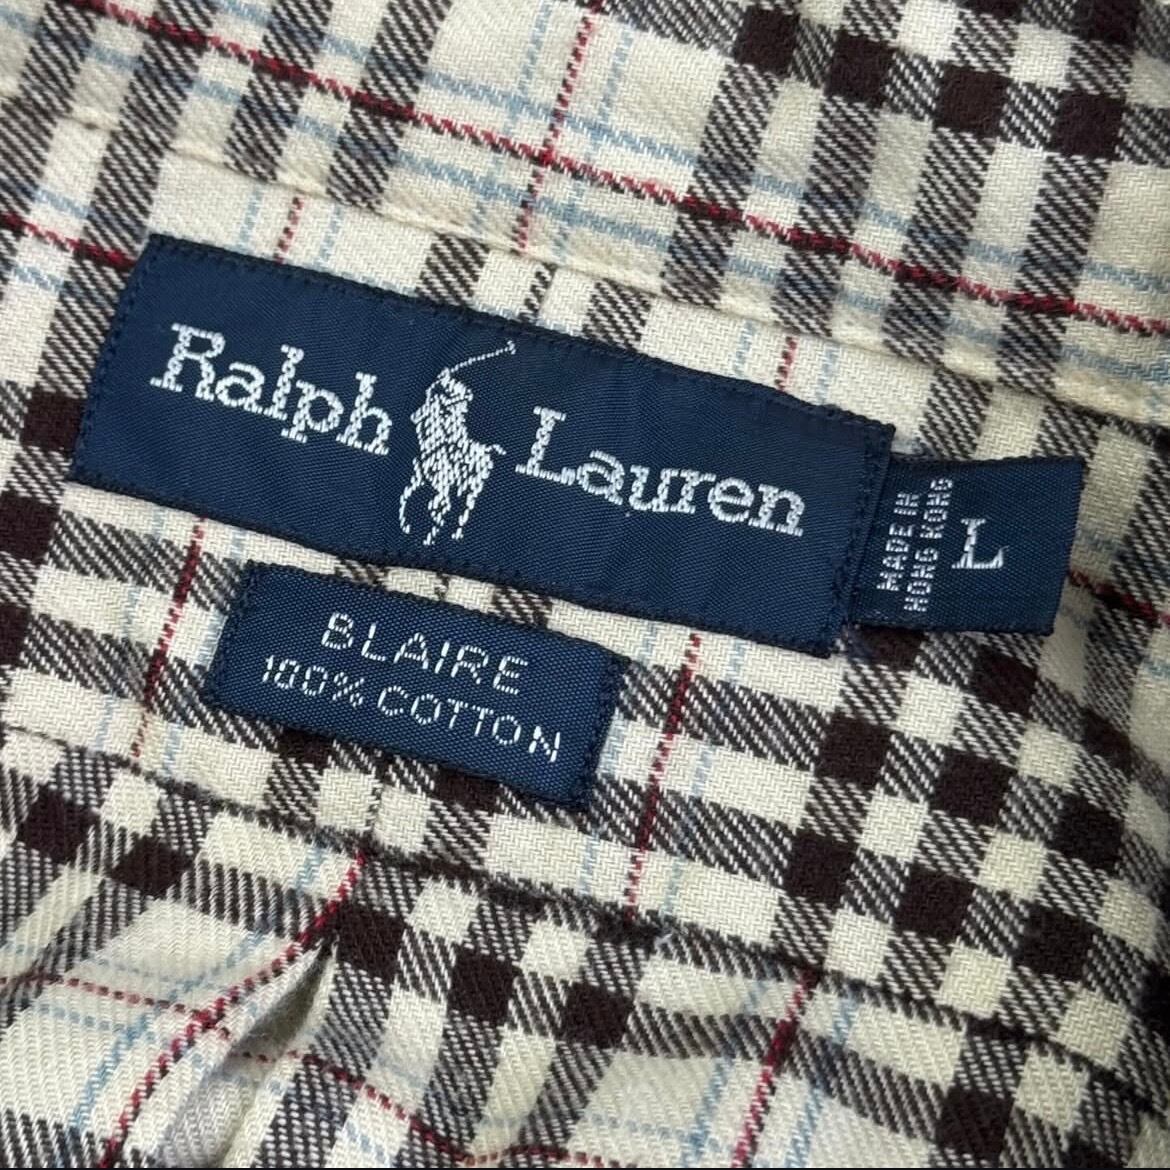 Ralph Lauren
MADE IN
HONG KONG
L
BLAIRE
100% COTTON